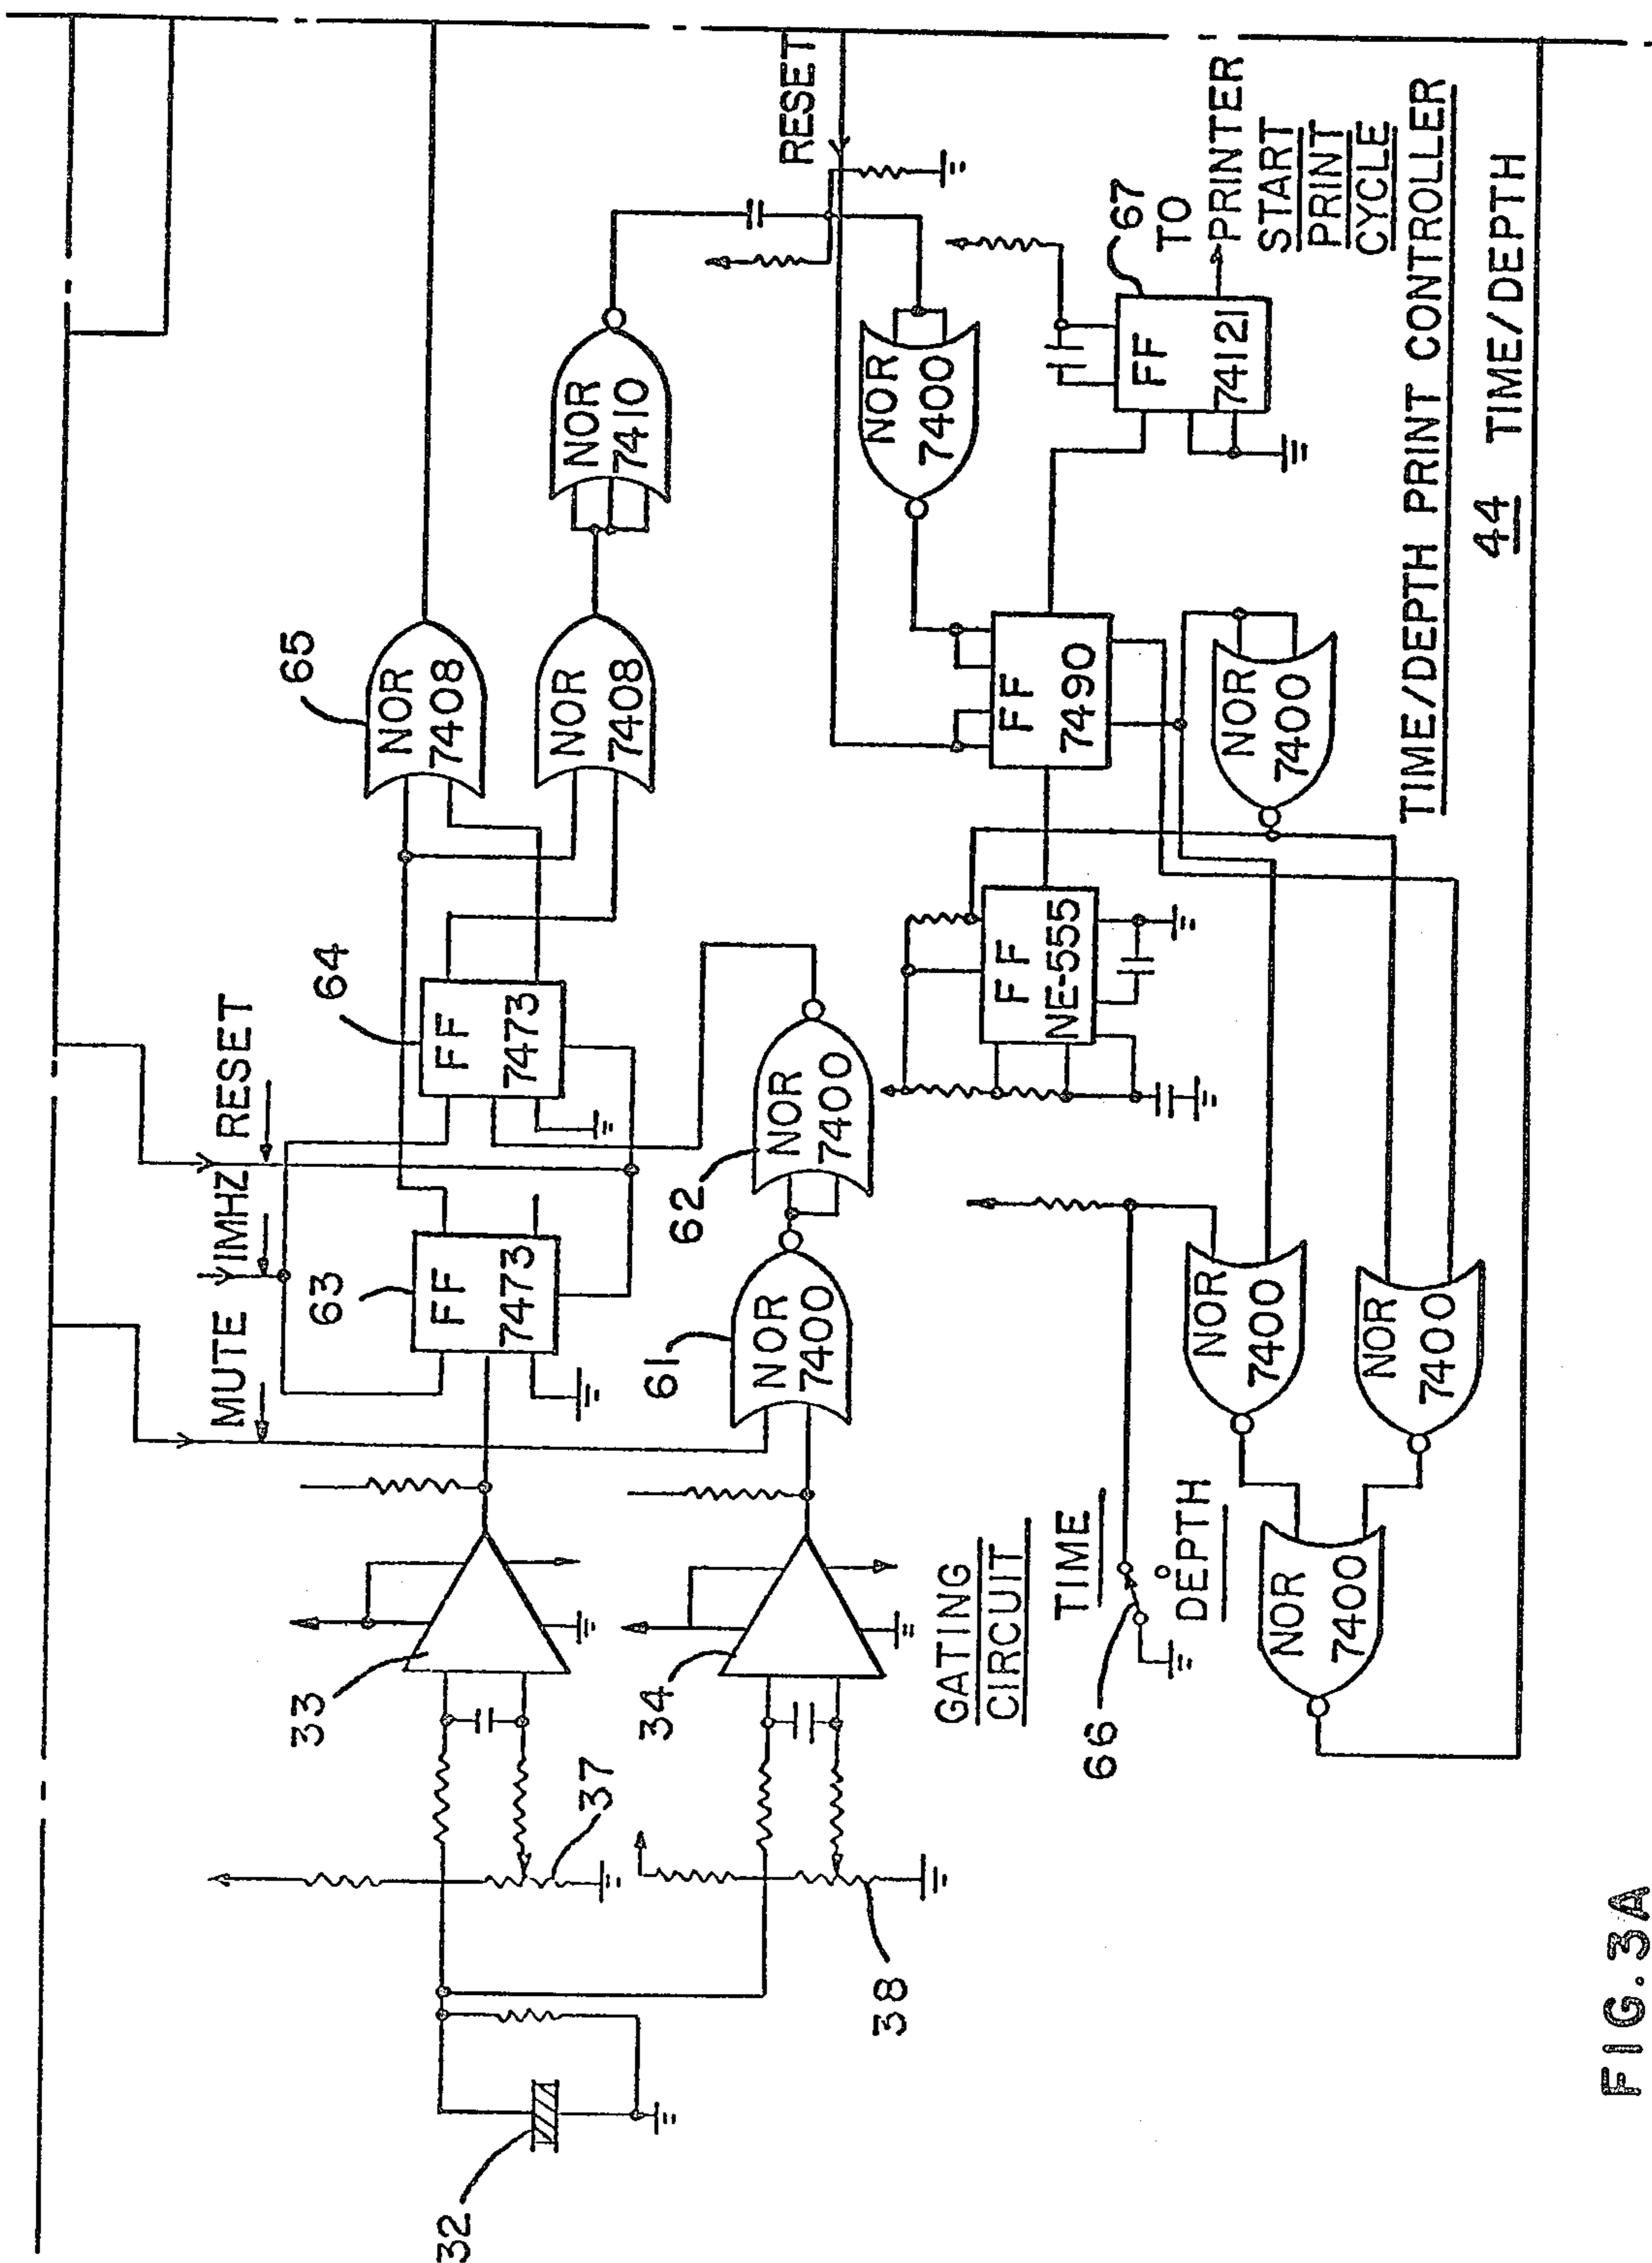 MUTE
1MHZ
RESET
65
NOR
7408
NOR
7408
NOR
7410
64
FF
7473
63
FF
7473
RESET
62
NOR
7400
61
NOR
7400
33
34
37
38
32
GATING
CIRCUIT
NOR
7400
FF
7490
FF
NE-555
FF
74121
67
TO
PRINTER
START
PRINT
CYCLE
NOR
7400
TIME
DEPTH
66
NOR
7400
NOR
7400
NOR
7400
TIME/DEPTH PRINT CONTROLLER
44 TIME/DEPTH
FIG.3A